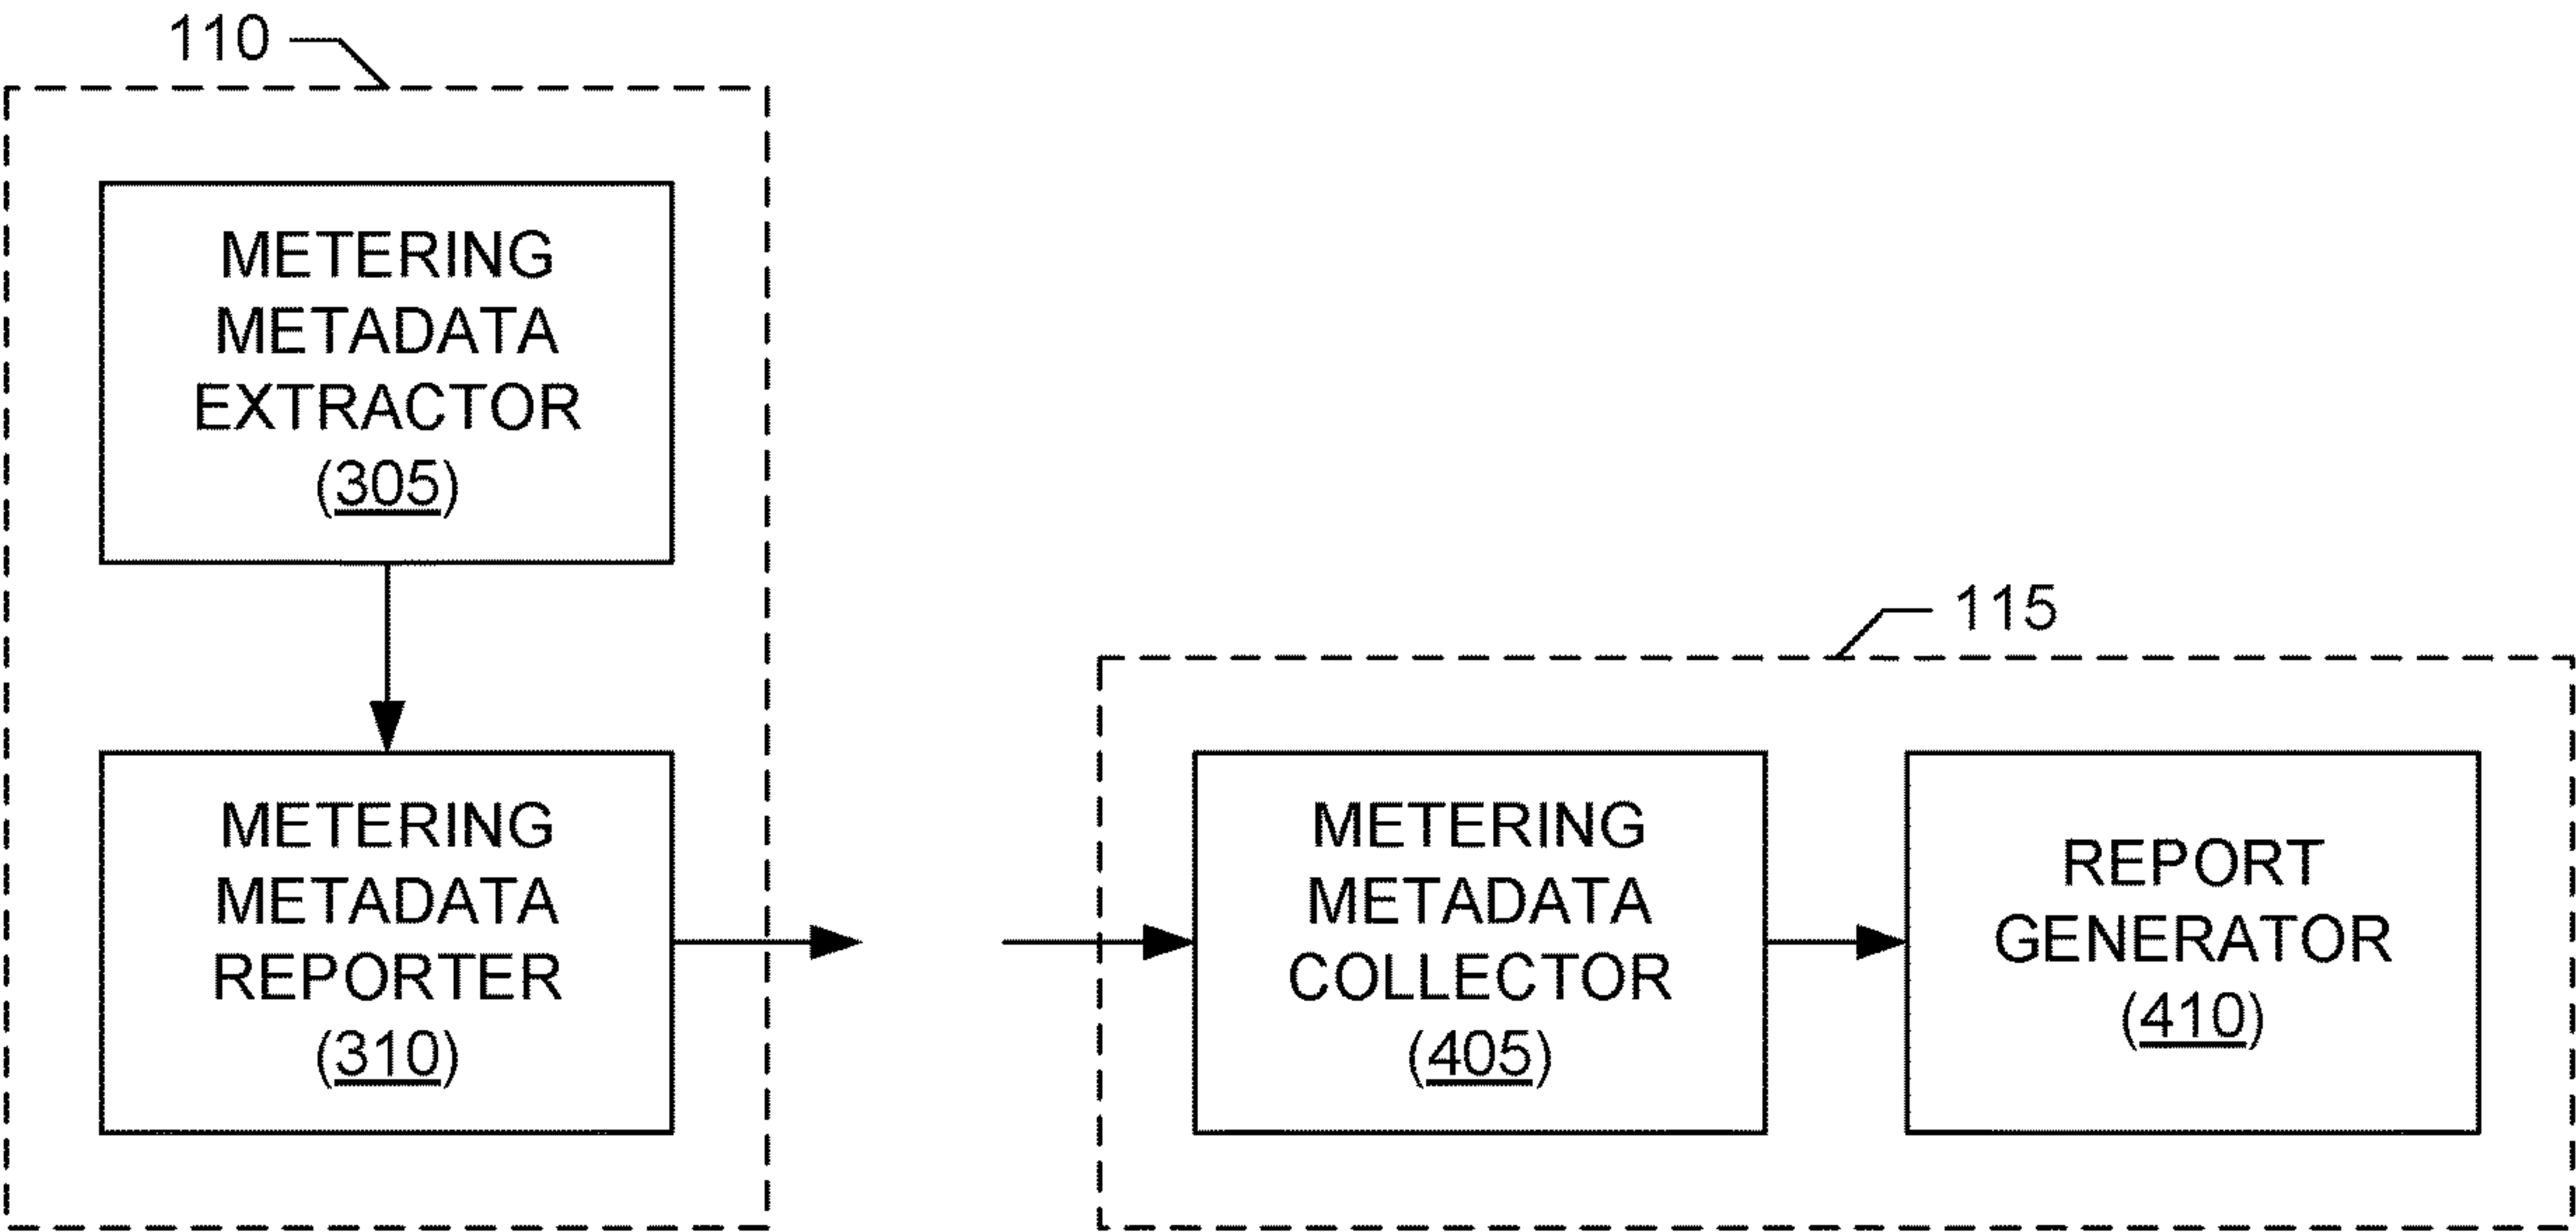 110
METERING
METADATA
EXTRACTOR
(305)
METERING
METADATA
REPORTER
(310)
115
METERING
METADATA
COLLECTOR
(405)
REPORT
GENERATOR
(410)